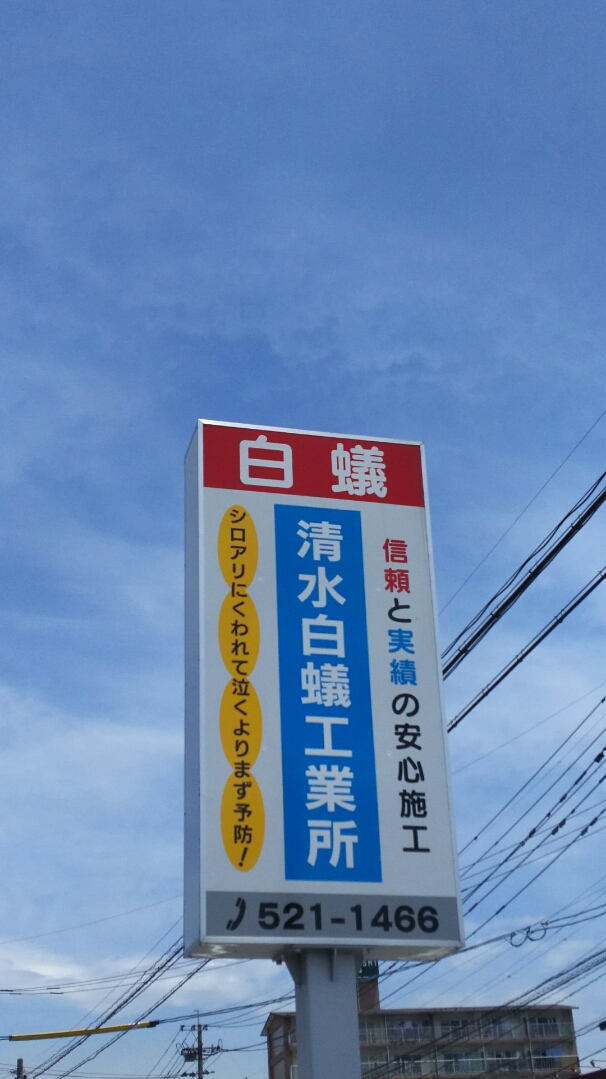 白蟻
信頼と実績の安心施工
清水白蟻工業所
シロアリにくわれて泣くよりまず予防!
521-1466